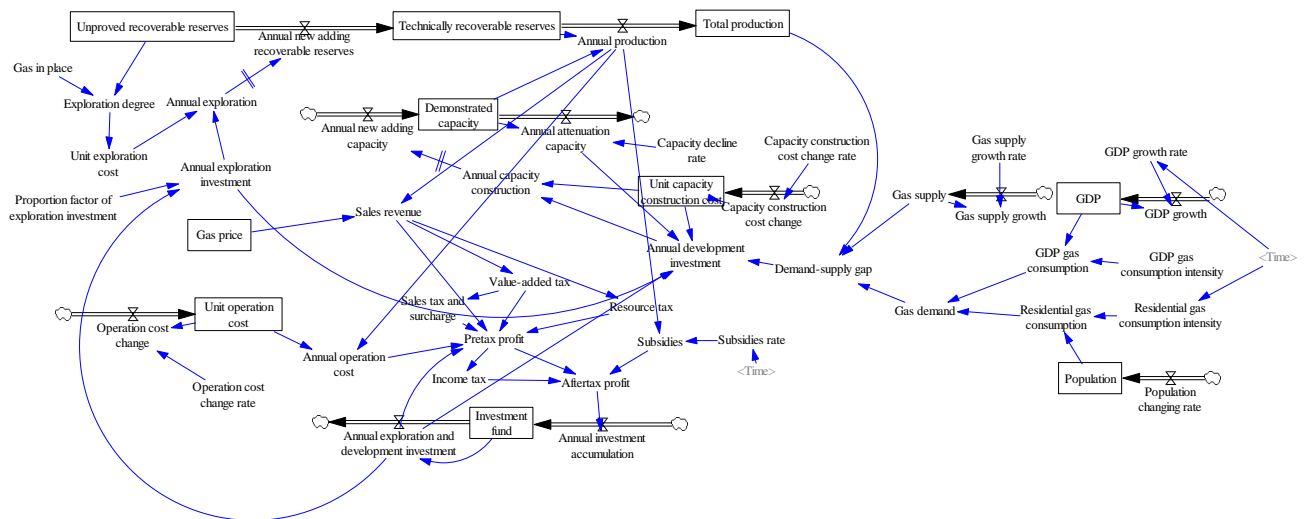 Unproved recoverable reserves
Technically recoverable reserves
Total production
Annual new adding
recoverable reserves
Annual production
Gas in place
Exploration degree
Annual exploration
Unit exploration
cost
Annual exploration
investment
Proportion factor of
exploration investment
Demonstrated
capacity
Annual new adding
capacity
Annual attenuation
capacity
Capacity decline
rate
Capacity construction
cost change rate
Annual capacity
construction
Unit capacity
construction cost
Capacity construction
cost change
Gas supply
growth rate
GDP growth rate
Gas supply
Gas supply growth
GDP
GDP growth
Gas price
Sales revenue
Annual development
investment
Demand-supply gap
GDP gas
consumption
GDP gas
consumption intensity
<Time>
Value-added tax
Sales tax and
surcharge
Resource tax
Gas demand
Residential gas
consumption
Residential gas
consumption intensity
Unit operation
cost
Operation cost
change
Annual operation
cost
Pretax profit
Subsidies
Subsidies rate
<Time>
Operation cost
change rate
Income tax
Aftertax profit
Population
Population
changing rate
Investment
fund
Annual exploration and
development investment
Annual investment
accumulation